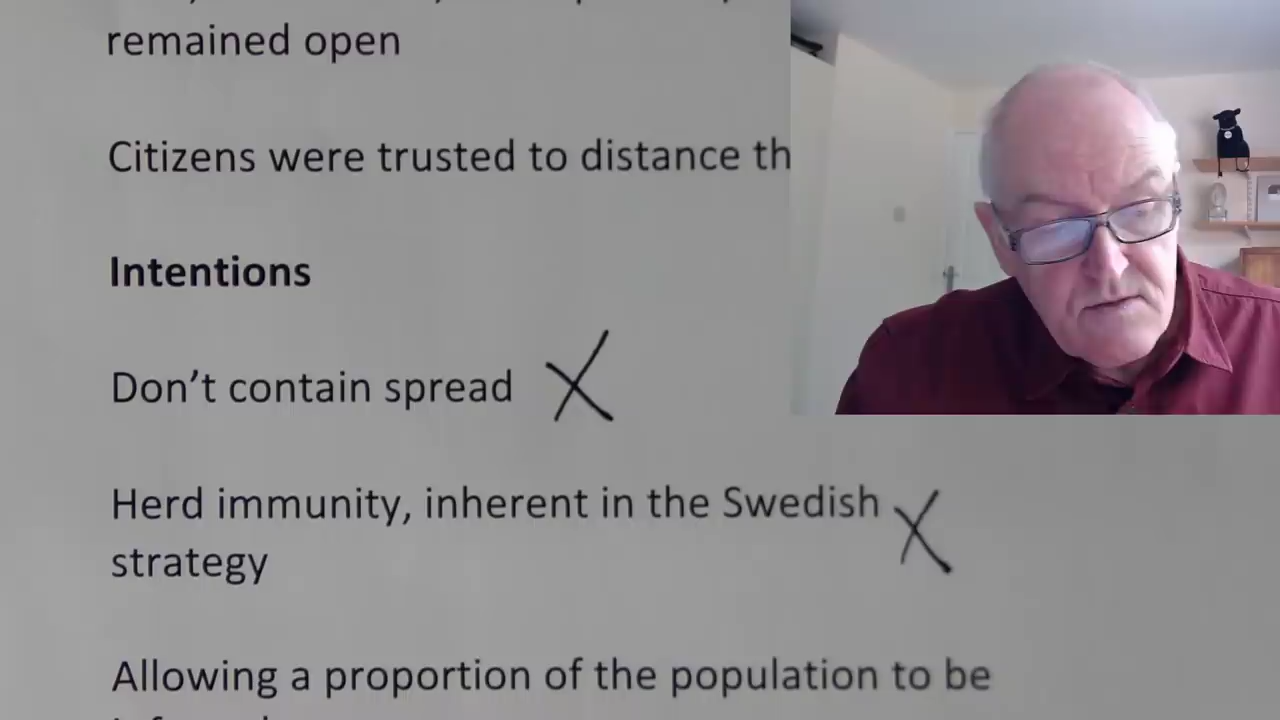 remained open
Citizens were trusted to distance th
Intentions
Don’t contain spread X
Herd immunity, inherent in the Swedish X
strategy
Allowing a proportion of the population to be